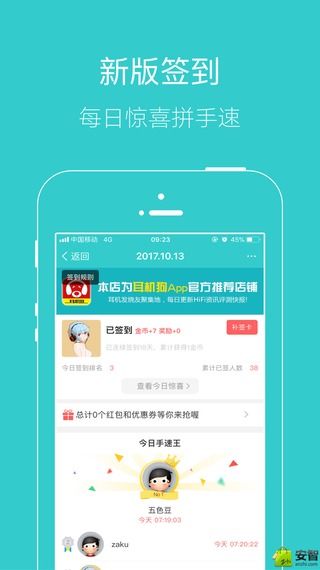 新版签到
每日惊喜拼手速
中国移动 4G 09:23 45%
返回 2017.10.13
签到规则
本店为耳机狗App官方推荐店铺
耳机发烧友聚集地，每日更新HiFi资讯评测快报！
已签到 金币+7 奖励+0 补签卡
已连续签到18天，累计获得1金币
今日签到排名： 3 累计已签人数： 38
查看今日惊喜
总计0个红包和优惠券等你来抢喔
今日手速王
No.1
五色豆
今天 07:19:03
zaku 今天 07:20:22
安智
anzhi.com